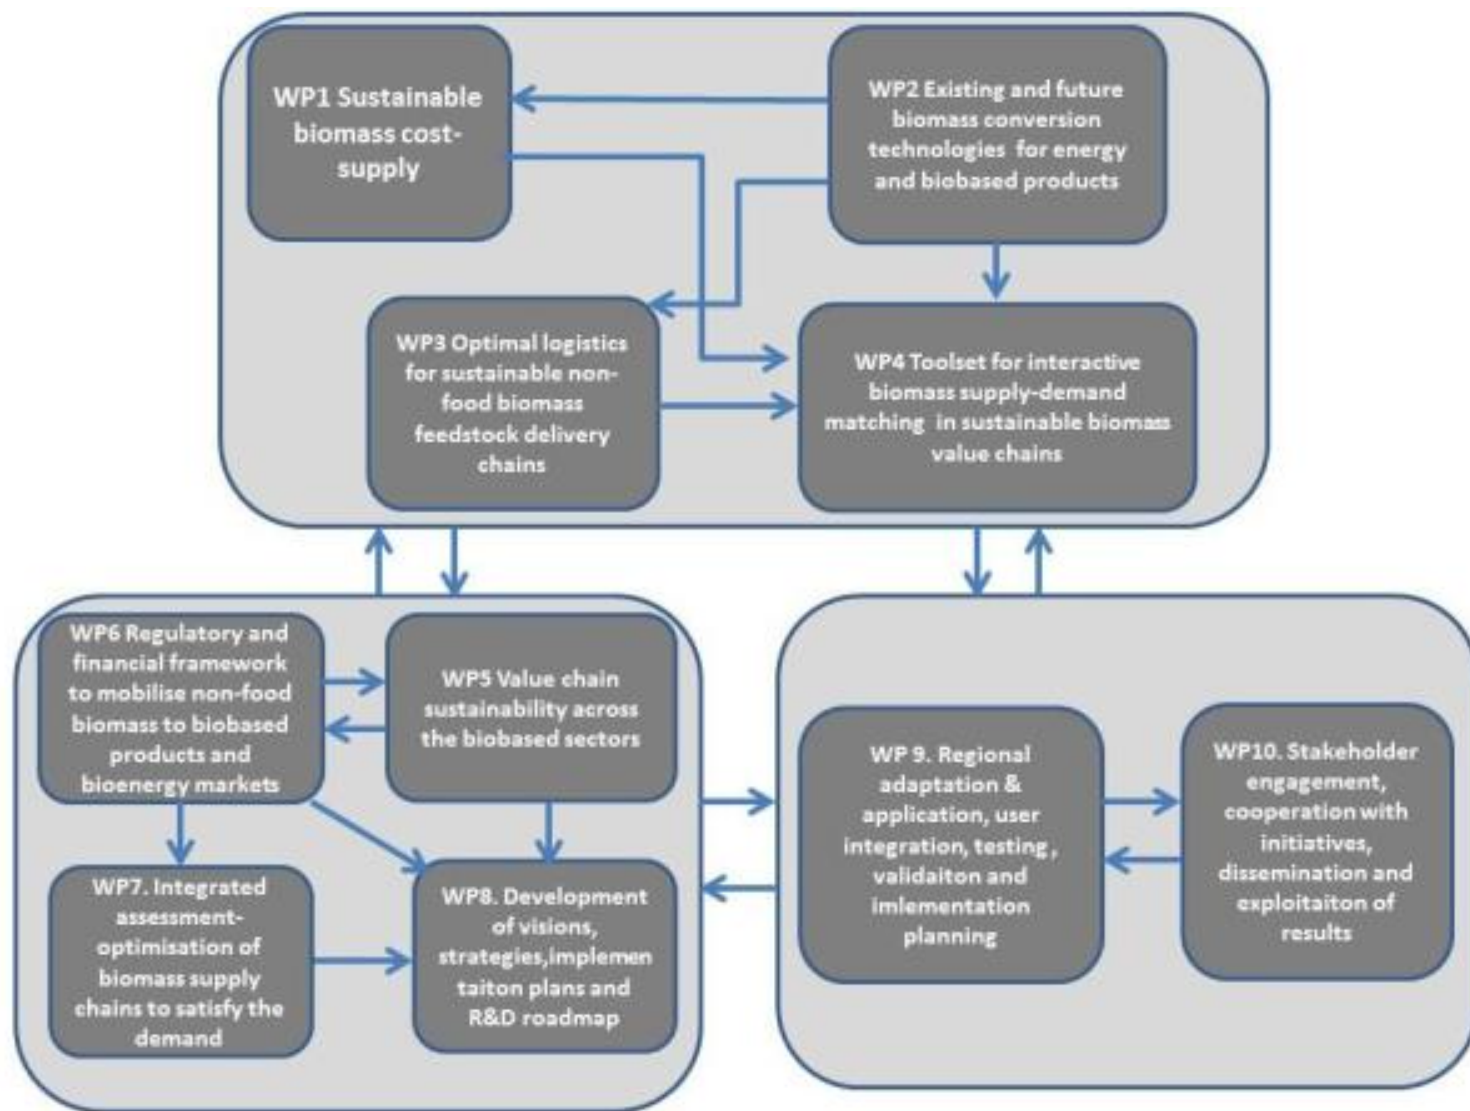 WP1 Sustainable
biomass cost-
supply
WP2 Existing and future
biomass conversion
technologies for energy
and biobased products
WP3 Optimal logistics
for sustainable non-
food biomass
feedstock delivery
chains
WP4 Toolset for interactive
biomass supply-demand
matching in sustainable biomass
value chains
WP6 Regulatory and
financial framework
to mobilise non-food
biomass to biobased
products and
bioenergy markets
WP5 Value chain
sustainability across
the biobased sectors
WP7. Integrated
assessment-
optimisation of
biomass supply
chains to satisfy the
demand
WP8. Development
of visions,
strategies,implemen
taiton plans and
R&D roadmap
WP 9. Regional
adaptation &
application, user
integration, testing,
validaiton and
imlementation
planning
WP10. Stakeholder
engagement,
cooperation with
initiatives,
dissemination and
exploitaiton of
results